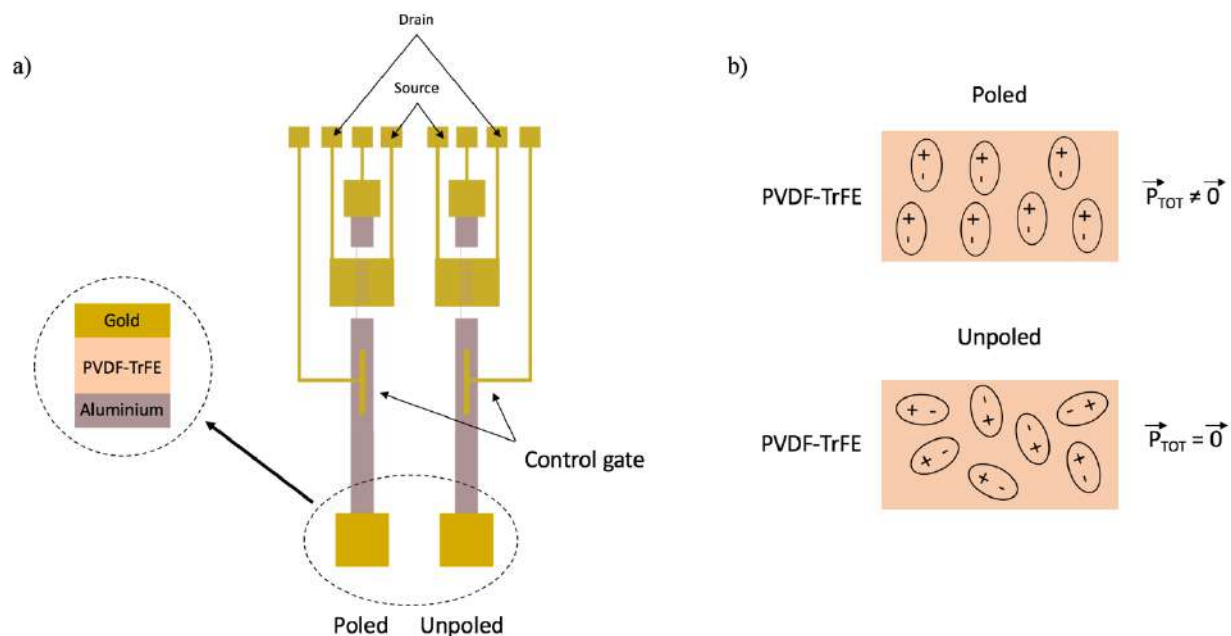 a)
Drain
Source
Gold
PVDF-TrFE
Aluminium
Control gate
Poled Unpoled
b)
Poled
PVDF-TrFE
+ + +
- - -
+ + + +
- - - -
P_TOT ≠ 0
Unpoled
PVDF-TrFE
+ - - + - +
+ - - + + -
+ -
P_TOT = 0